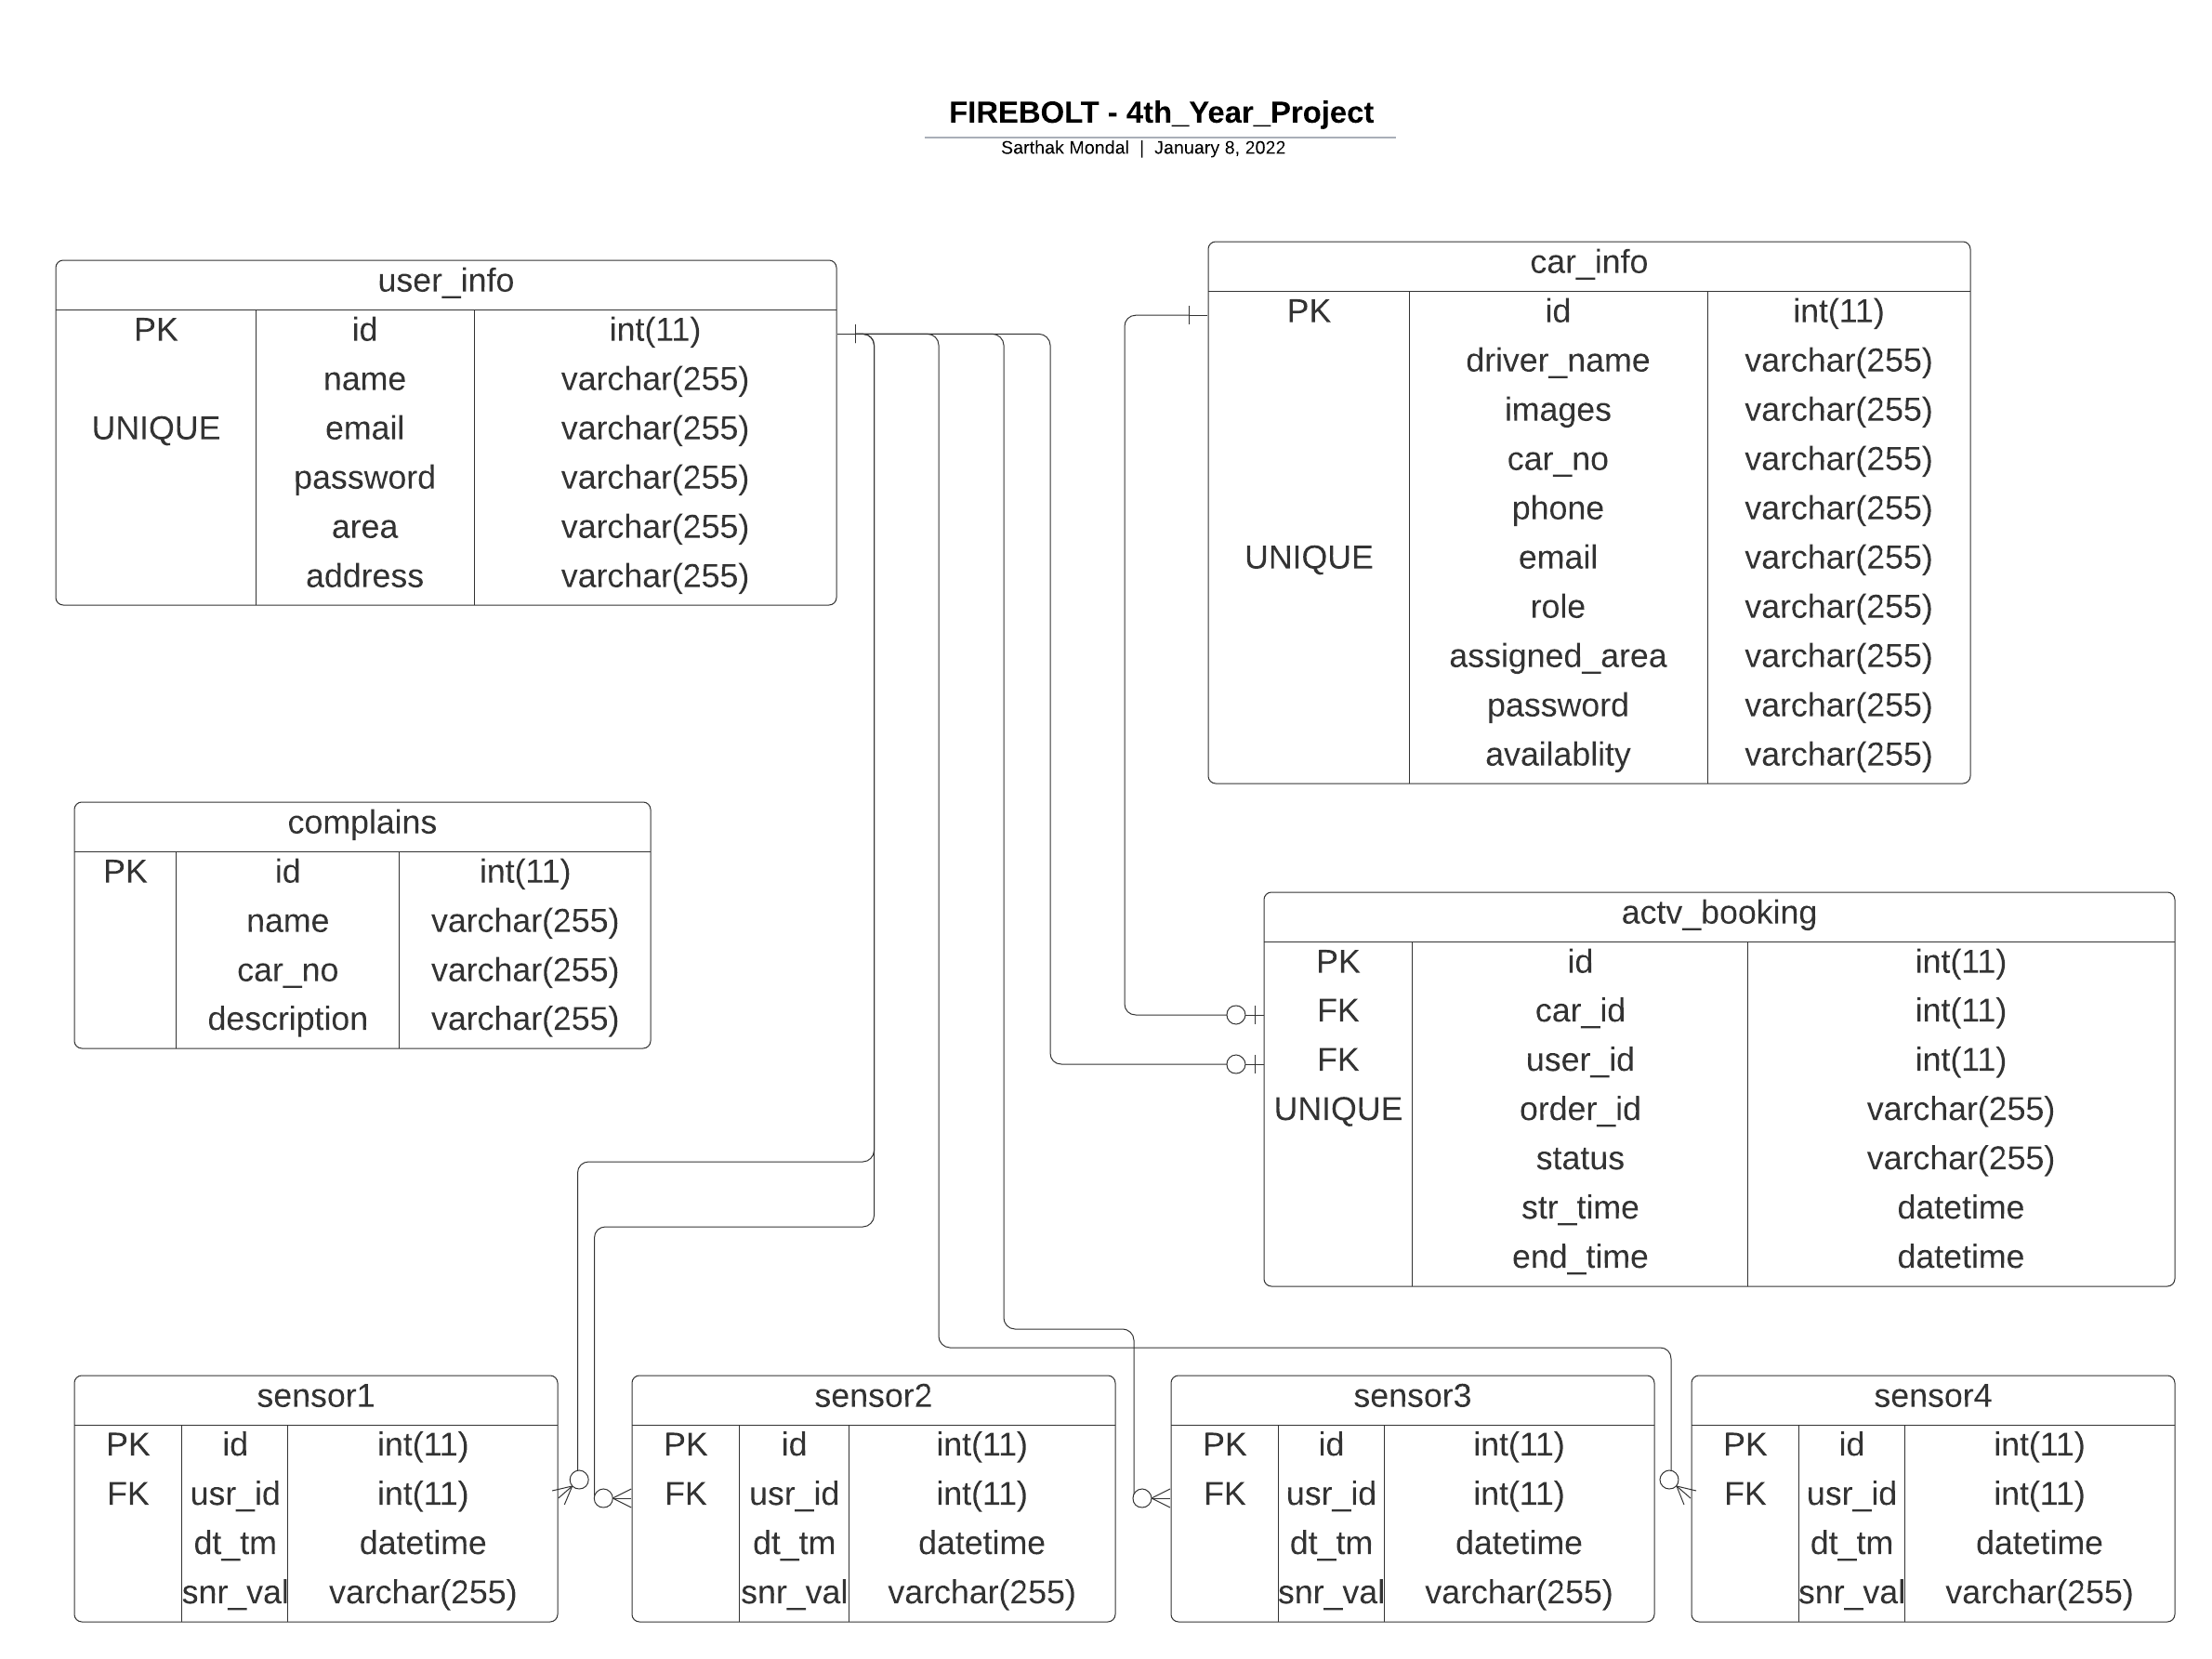 FIREBOLT - 4th_Year_Project
Sarthak Mondal | January 8, 2022
user_info
PK id int(11)
name varchar(255)
UNIQUE email varchar(255)
password varchar(255)
area varchar(255)
address varchar(255)
car_info
PK id int(11)
driver_name varchar(255)
images varchar(255)
car_no varchar(255)
phone varchar(255)
UNIQUE email varchar(255)
role varchar(255)
assigned_area varchar(255)
password varchar(255)
availablity varchar(255)
complains
PK id int(11)
name varchar(255)
car_no varchar(255)
description varchar(255)
actv_booking
PK id int(11)
FK car_id int(11)
FK user_id int(11)
UNIQUE order_id varchar(255)
status varchar(255)
str_time datetime
end_time datetime
sensor1
PK id int(11)
FK usr_id int(11)
dt_tm datetime
snr_val varchar(255)
sensor2
PK id int(11)
FK usr_id int(11)
dt_tm datetime
snr_val varchar(255)
sensor3
PK id int(11)
FK usr_id int(11)
dt_tm datetime
snr_val varchar(255)
sensor4
PK id int(11)
FK usr_id int(11)
dt_tm datetime
snr_val varchar(255)